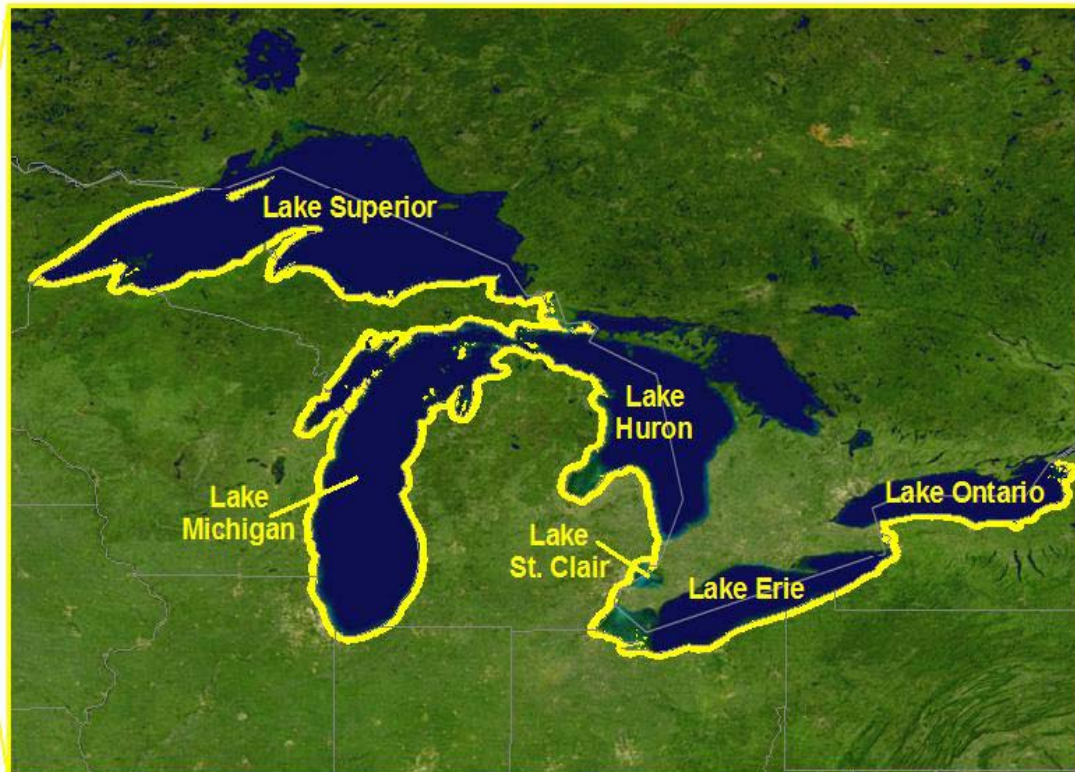 Lake Superior
Lake
Huron
Lake
Michigan
Lake Ontario
Lake
St. Clair
Lake Erie